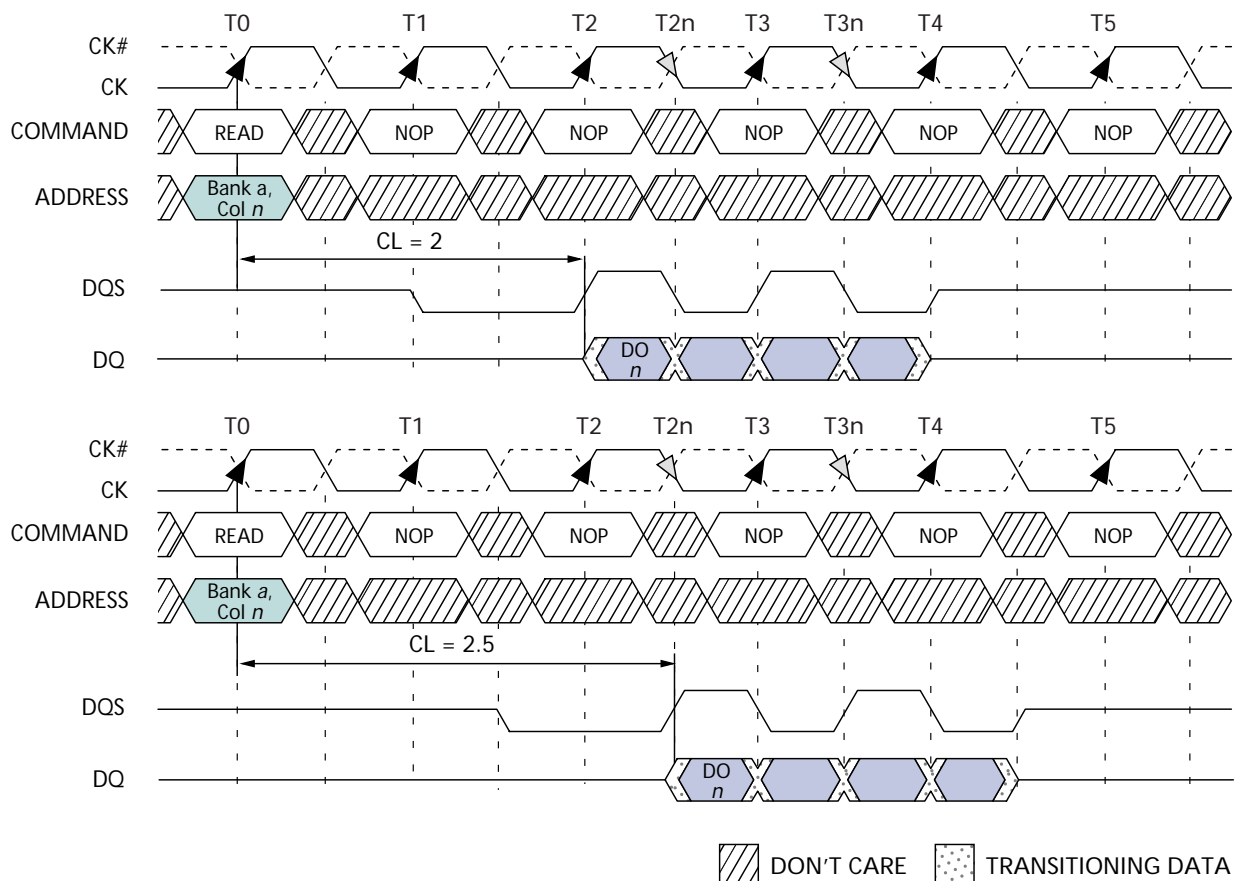 T0 T1 T2 T2n T3 T3n T4 T5
CK#
CK
COMMAND READ NOP NOP NOP NOP NOP
ADDRESS Bank a,
Col n
CL = 2
DQS
DQ DO
n
T0 T1 T2 T2n T3 T3n T4 T5
CK#
CK
COMMAND READ NOP NOP NOP NOP NOP
ADDRESS Bank a,
Col n
CL = 2.5
DQS
DQ DO
n
DON'T CARE TRANSITIONING DATA